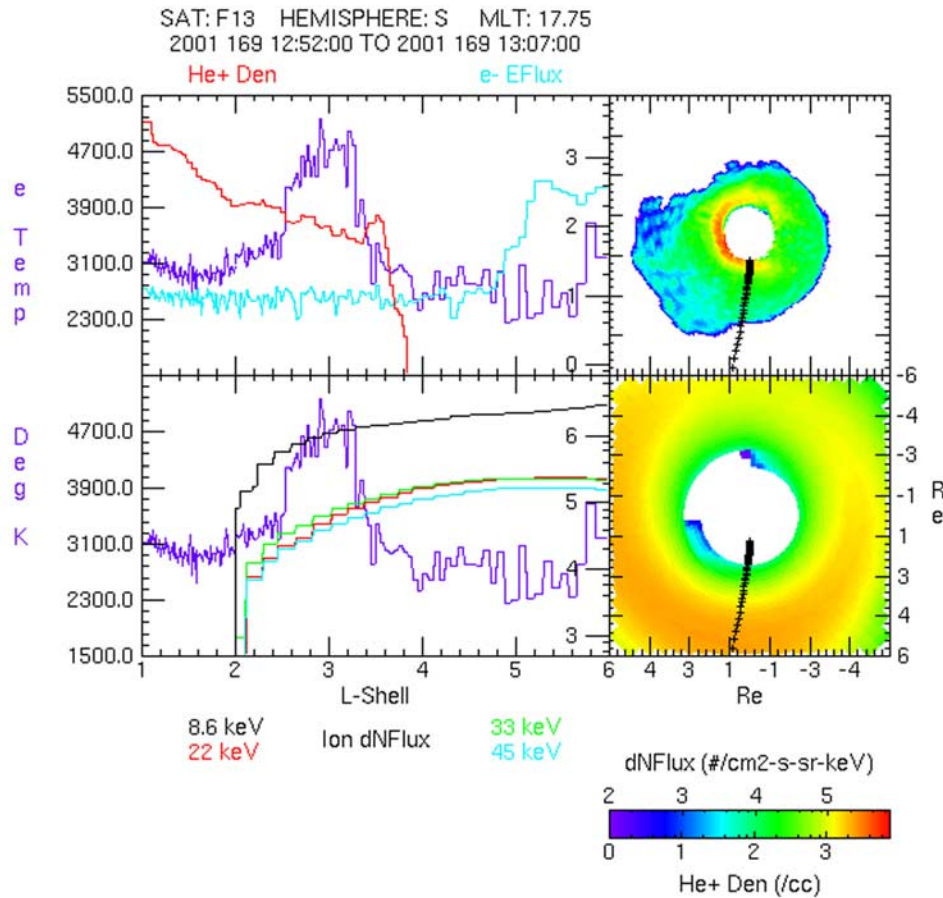 SAT: F13 HEMISPHERE: S MLT: 17.75
2001 169 12:52:00 TO 2001 169 13:07:00
He+ Den e- EFlux
5500.0
4700.0
3900.0
3100.0
2300.0
e Temp
3
2
1
0
4700.0
3900.0
3100.0
2300.0
1500.0
Deg K
6
5
4
3
-6
-4
-3
-1
1
3
4
6
Re
1 2 3 4 5
6 4 3 1 -1 -3 -4
L-Shell
Re
8.6 keV Ion dNFlux 33 keV
22 keV 45 keV
dNFlux (#/cm2-s-sr-keV)
2 3 4 5
0 1 2 3
He+ Den (/cc)